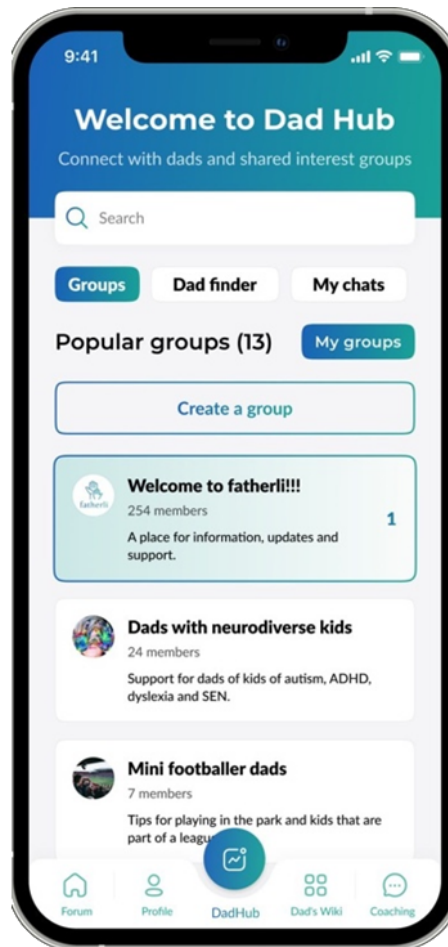 9:41
Welcome to Dad Hub
Connect with dads and shared interest groups
Search
Groups
Dad finder
My chats
Popular groups (13)
My groups
Create a group
fatherli
Welcome to fatherli!!!
254 members
A place for information, updates and
support.
1
Dads with neurodiverse kids
24 members
Support for dads of kids of autism, ADHD,
dyslexia and SEN.
Mini footballer dads
7 members
Tips for playing in the park and kids that are
part of a leagu
Forum
Profile
DadHub
Dad's Wiki
Coaching